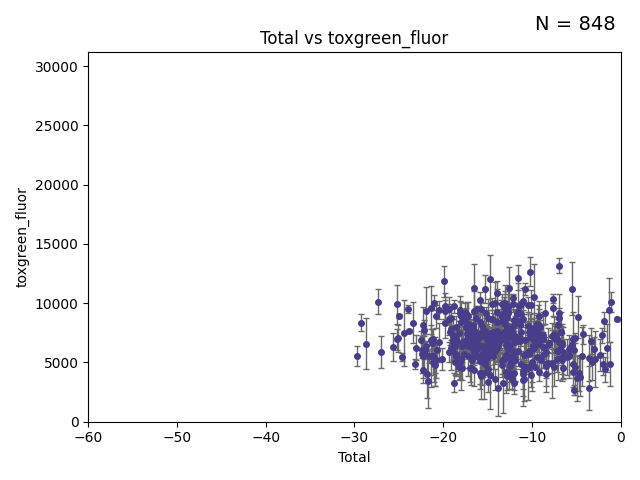 N = 848
Total vs toxgreen_fluor
30000
25000
20000
15000
10000
5000
0
toxgreen_fluor
−60 −50 −40 −30 −20 −10 0
Total